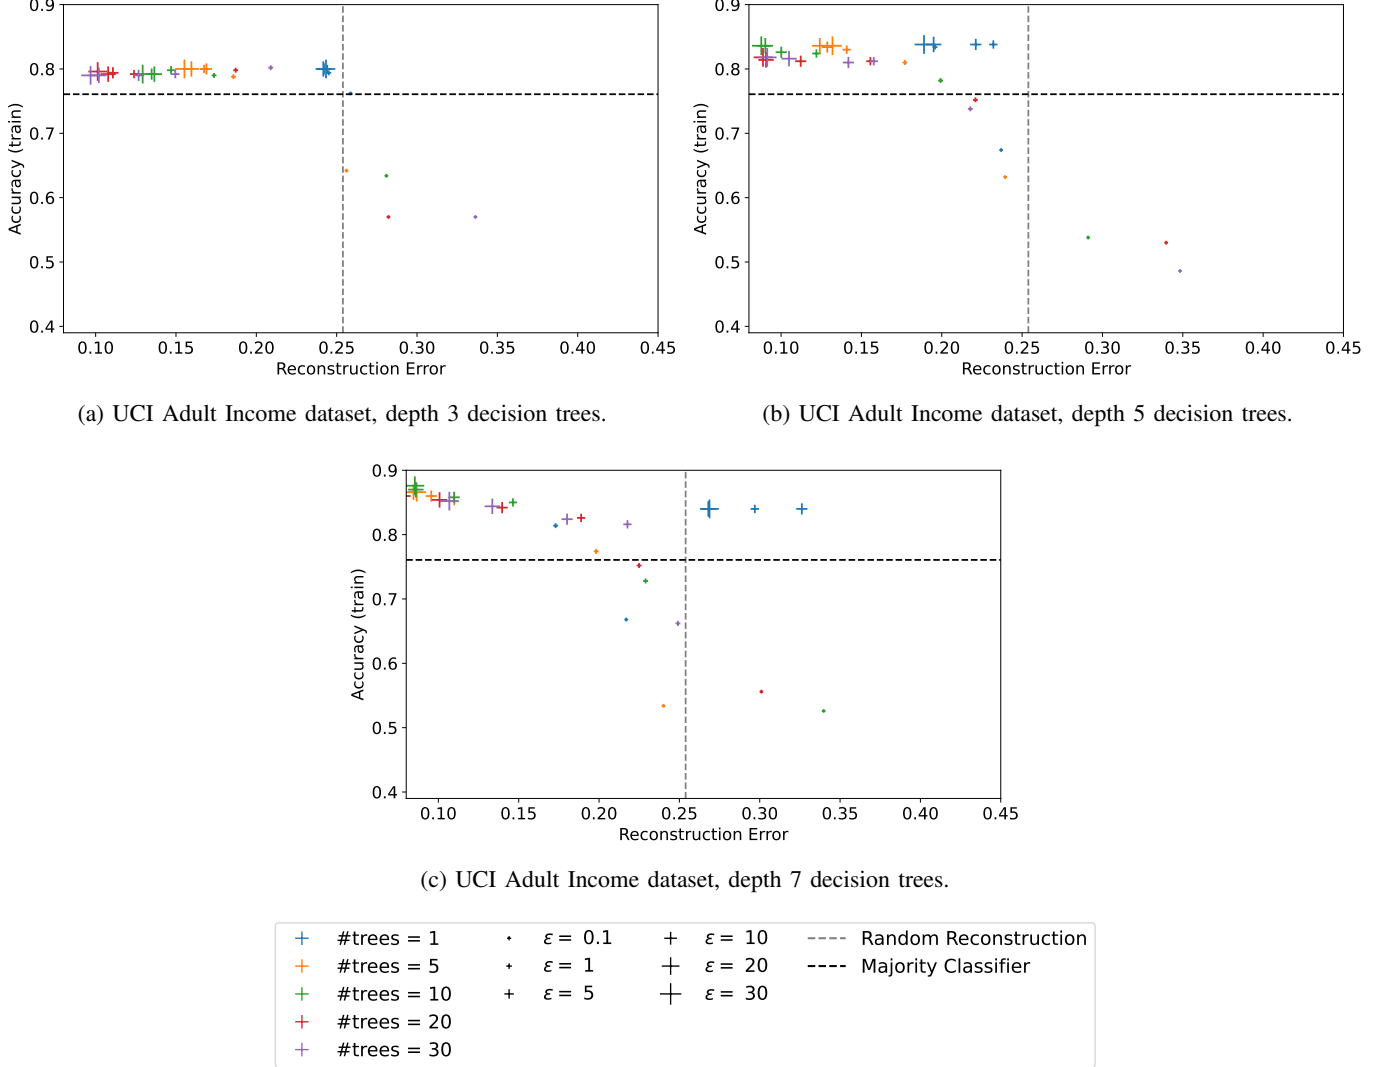 0.9
0.8
0.7
0.6
0.5
0.4
Accuracy (train)
0.10 0.15 0.20 0.25 0.30 0.35 0.40 0.45
Reconstruction Error
(a) UCI Adult Income dataset, depth 3 decision trees.
0.9
0.8
0.7
0.6
0.5
0.4
Accuracy (train)
0.10 0.15 0.20 0.25 0.30 0.35 0.40 0.45
Reconstruction Error
(b) UCI Adult Income dataset, depth 5 decision trees.
0.9
0.8
0.7
0.6
0.5
0.4
Accuracy (train)
0.10 0.15 0.20 0.25 0.30 0.35 0.40 0.45
Reconstruction Error
(c) UCI Adult Income dataset, depth 7 decision trees.
#trees = 1
#trees = 5
#trees = 10
#trees = 20
#trees = 30
ε = 0.1
ε = 1
ε = 5
ε = 10
ε = 20
ε = 30
Random Reconstruction
Majority Classifier